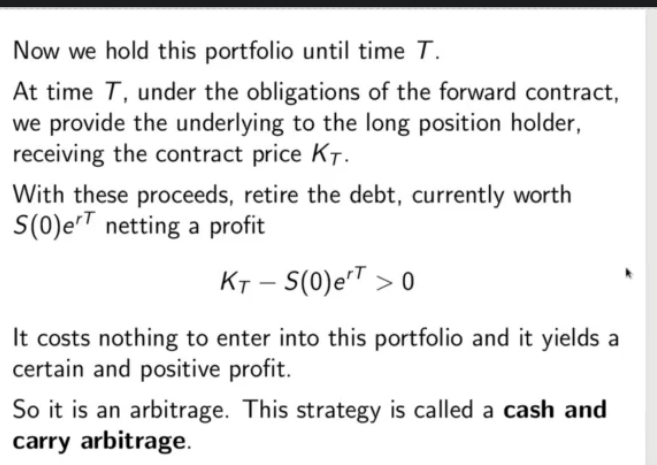 Now we hold this portfolio until time T.
At time T, under the obligations of the forward contract,
we provide the underlying to the long position holder,
receiving the contract price K_T.
With these proceeds, retire the debt, currently worth
S(0)e^{rT} netting a profit
K_T − S(0)e^{rT} > 0
It costs nothing to enter into this portfolio and it yields a
certain and positive profit.
So it is an arbitrage. This strategy is called a cash and
carry arbitrage.